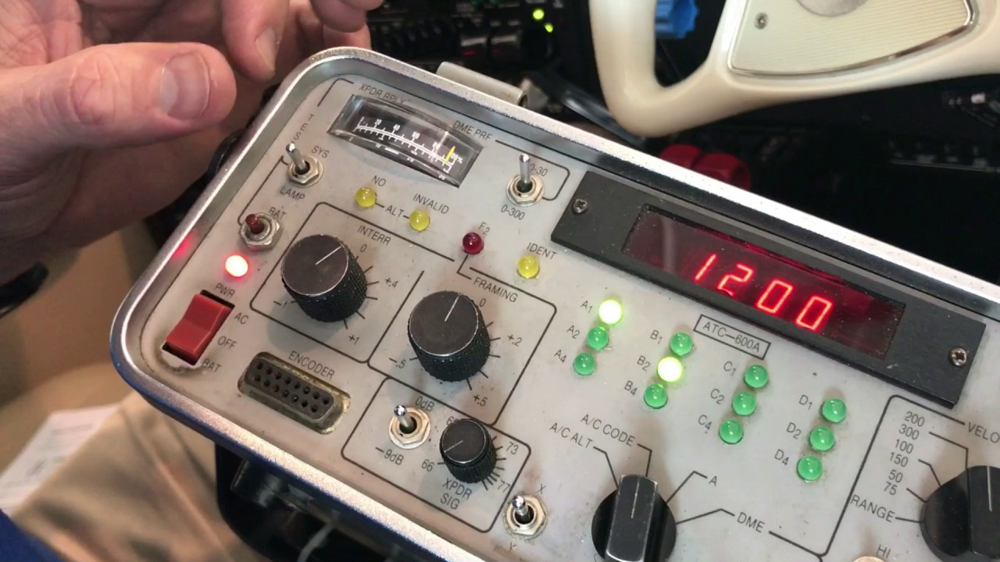 XPDR RPLY
DME PRF
TES
SYS
LAMP
BAT
0-30
0-300
NO
ALT
INVALID
F2
IDENT
INTERR
0
+.4
+1
-1
PWR
AC
OFF
BAT
FRAMING
0
+.2
+.5
-.5
ENCODER
1200
ATC-600A
A1
A2
A4
B1
B2
B4
C1
C2
C4
D1
D2
D4
0dB
-9dB
66
73
77
XPDR
SIG
X
Y
A/C CODE
A/C ALT
A
DME
200
300
100
150
50
75
RANGE
VELO
HI